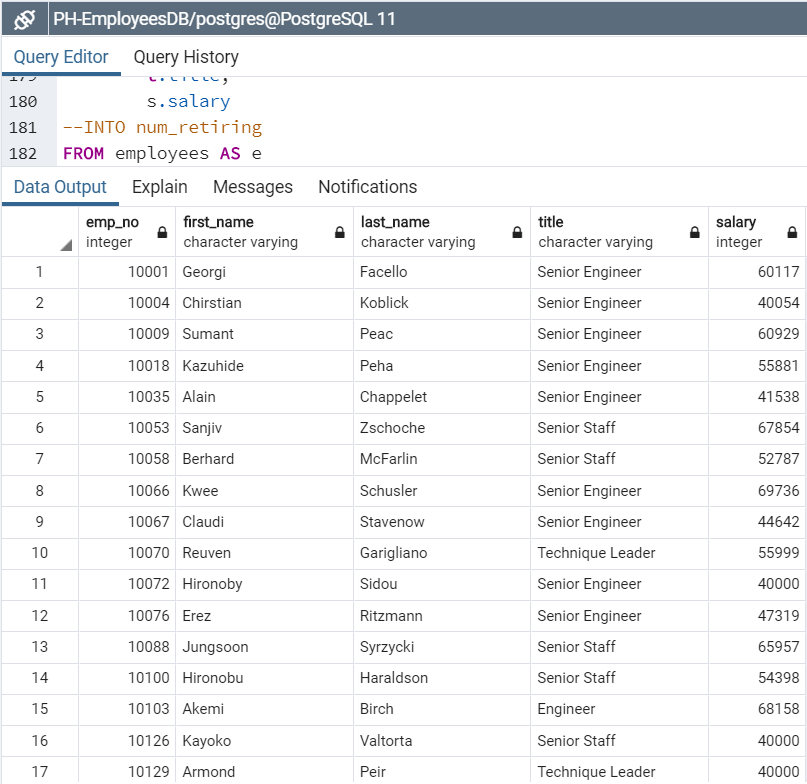 PH-EmployeesDB/postgres@PostgreSQL 11
Query Editor Query History
179 t.title,
180 s.salary
181 --INTO num_retiring
182 FROM employees AS e
Data Output Explain Messages Notifications
emp_no first_name last_name title salary
integer character varying character varying character varying integer
1 10001 Georgi Facello Senior Engineer 60117
2 10004 Chirstian Koblick Senior Engineer 40054
3 10009 Sumant Peac Senior Engineer 60929
4 10018 Kazuhide Peha Senior Engineer 55881
5 10035 Alain Chappelet Senior Engineer 41538
6 10053 Sanjiv Zschoche Senior Staff 67854
7 10058 Berhard McFarlin Senior Staff 52787
8 10066 Kwee Schusler Senior Engineer 69736
9 10067 Claudi Stavenow Senior Engineer 44642
10 10070 Reuven Garigliano Technique Leader 55999
11 10072 Hironoby Sidou Senior Engineer 40000
12 10076 Erez Ritzmann Senior Engineer 47319
13 10088 Jungsoon Syrzycki Senior Staff 65957
14 10100 Hironobu Haraldson Senior Staff 54398
15 10103 Akemi Birch Engineer 68158
16 10126 Kayoko Valtorta Senior Staff 40000
17 10129 Armond Peir Technique Leader 40000